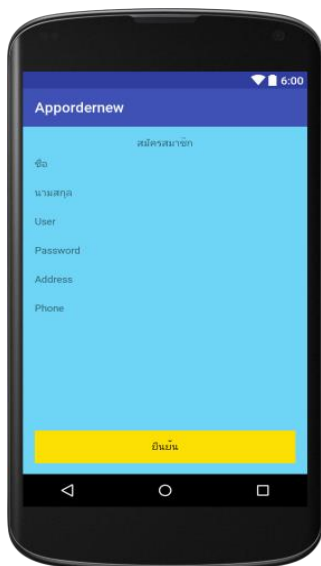 6:00
Appordernew
สมัครสมาชิก
ชื่อ
นามสกุล
User
Password
Address
Phone
ยืนยัน